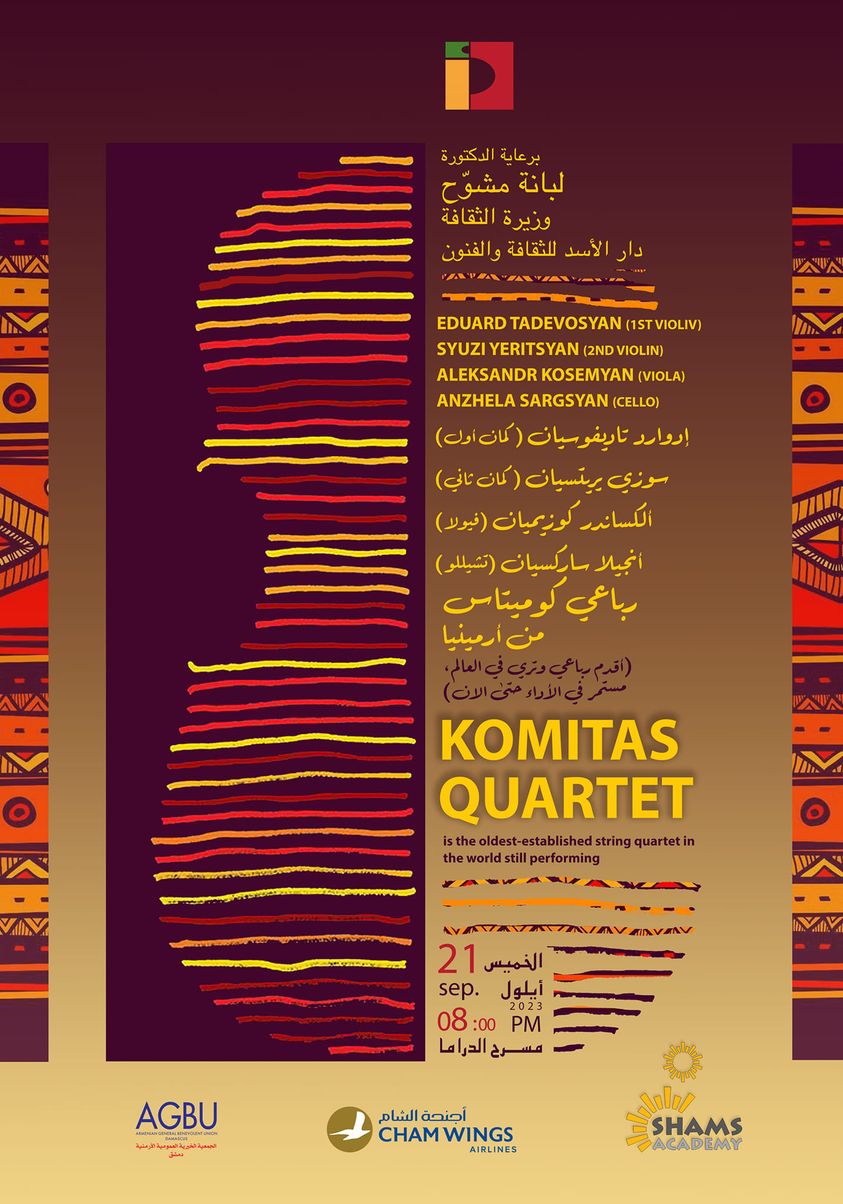 برعاية الدكتورة
لبانة مشوّح
وزيرة الثقافة
دار الأسد للثقافة والفنون
EDUARD TADEVOSYAN (1ST VIOLIV)
SYUZI YERITSYAN (2ND VIOLIN)
ALEKSANDR KOSEMYAN (VIOLA)
ANZHELA SARGSYAN (CELLO)
إدوارد تاديفوسيان (كمان أول)
سوزي يريتسيان (كمان ثاني)
ألكساندر كوزيميان (فيولا)
أنجيلا ساركسيان (تشيللو)
رباعي كوميتاس
من أرمينيا
(أقدم رباعي وتري في العالم،
مستمر في الأداء حتى الان)
KOMITAS
QUARTET
is the oldest-established string quartet in
the world still performing
21 الخميس
sep. أيلول
2023
08:00 PM
مسرح الدراما
AGBU
ARMENIAN GENERAL BENEVOLENT UNION
DAMASCUS
الجمعية الخيرية العمومية الأرمنية
دمشق
أجنحة الشام
CHAM WINGS
AIRLINES
SHAMS
ACADEMY